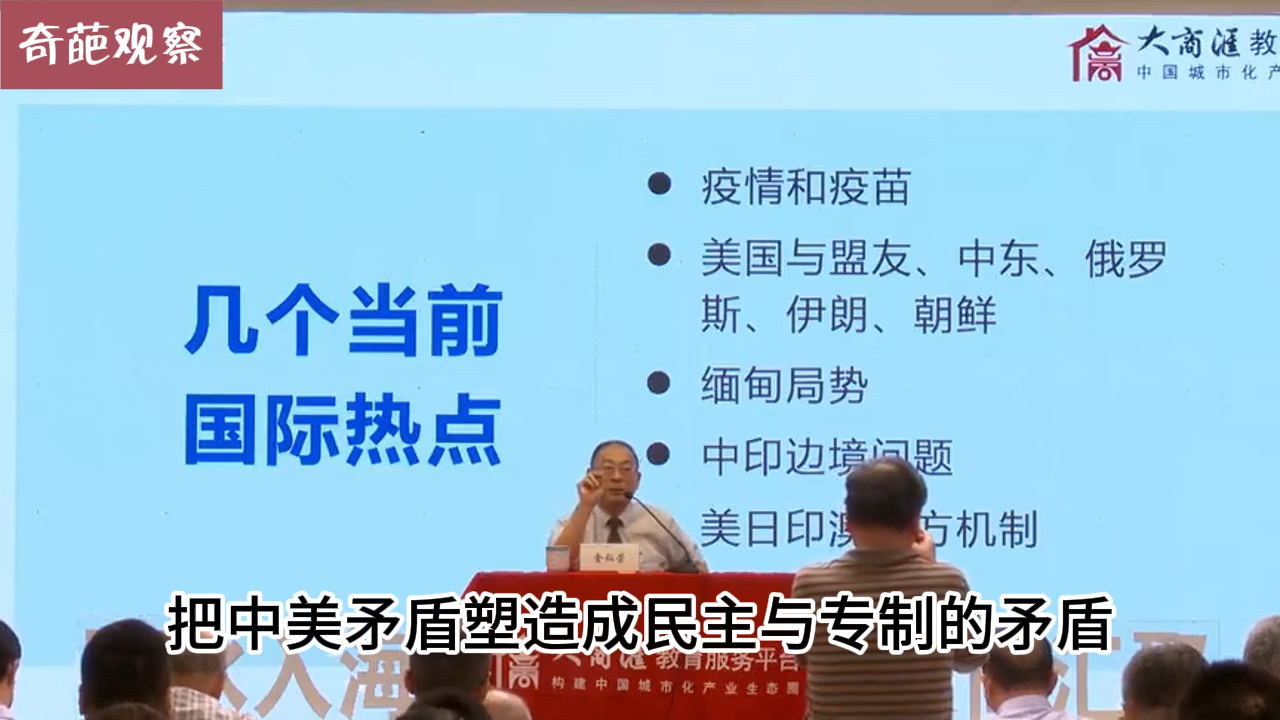 奇葩观察
大商滙教
中国城市化产
几个当前
国际热点
疫情和疫苗
美国与盟友、中东、俄罗
斯、伊朗、朝鲜
缅甸局势
中印边境问题
美日印澳 方机制
金灿荣
把中美矛盾塑造成民主与专制的矛盾
大商滙教育服务平台
构建中国城市化产业生态圈